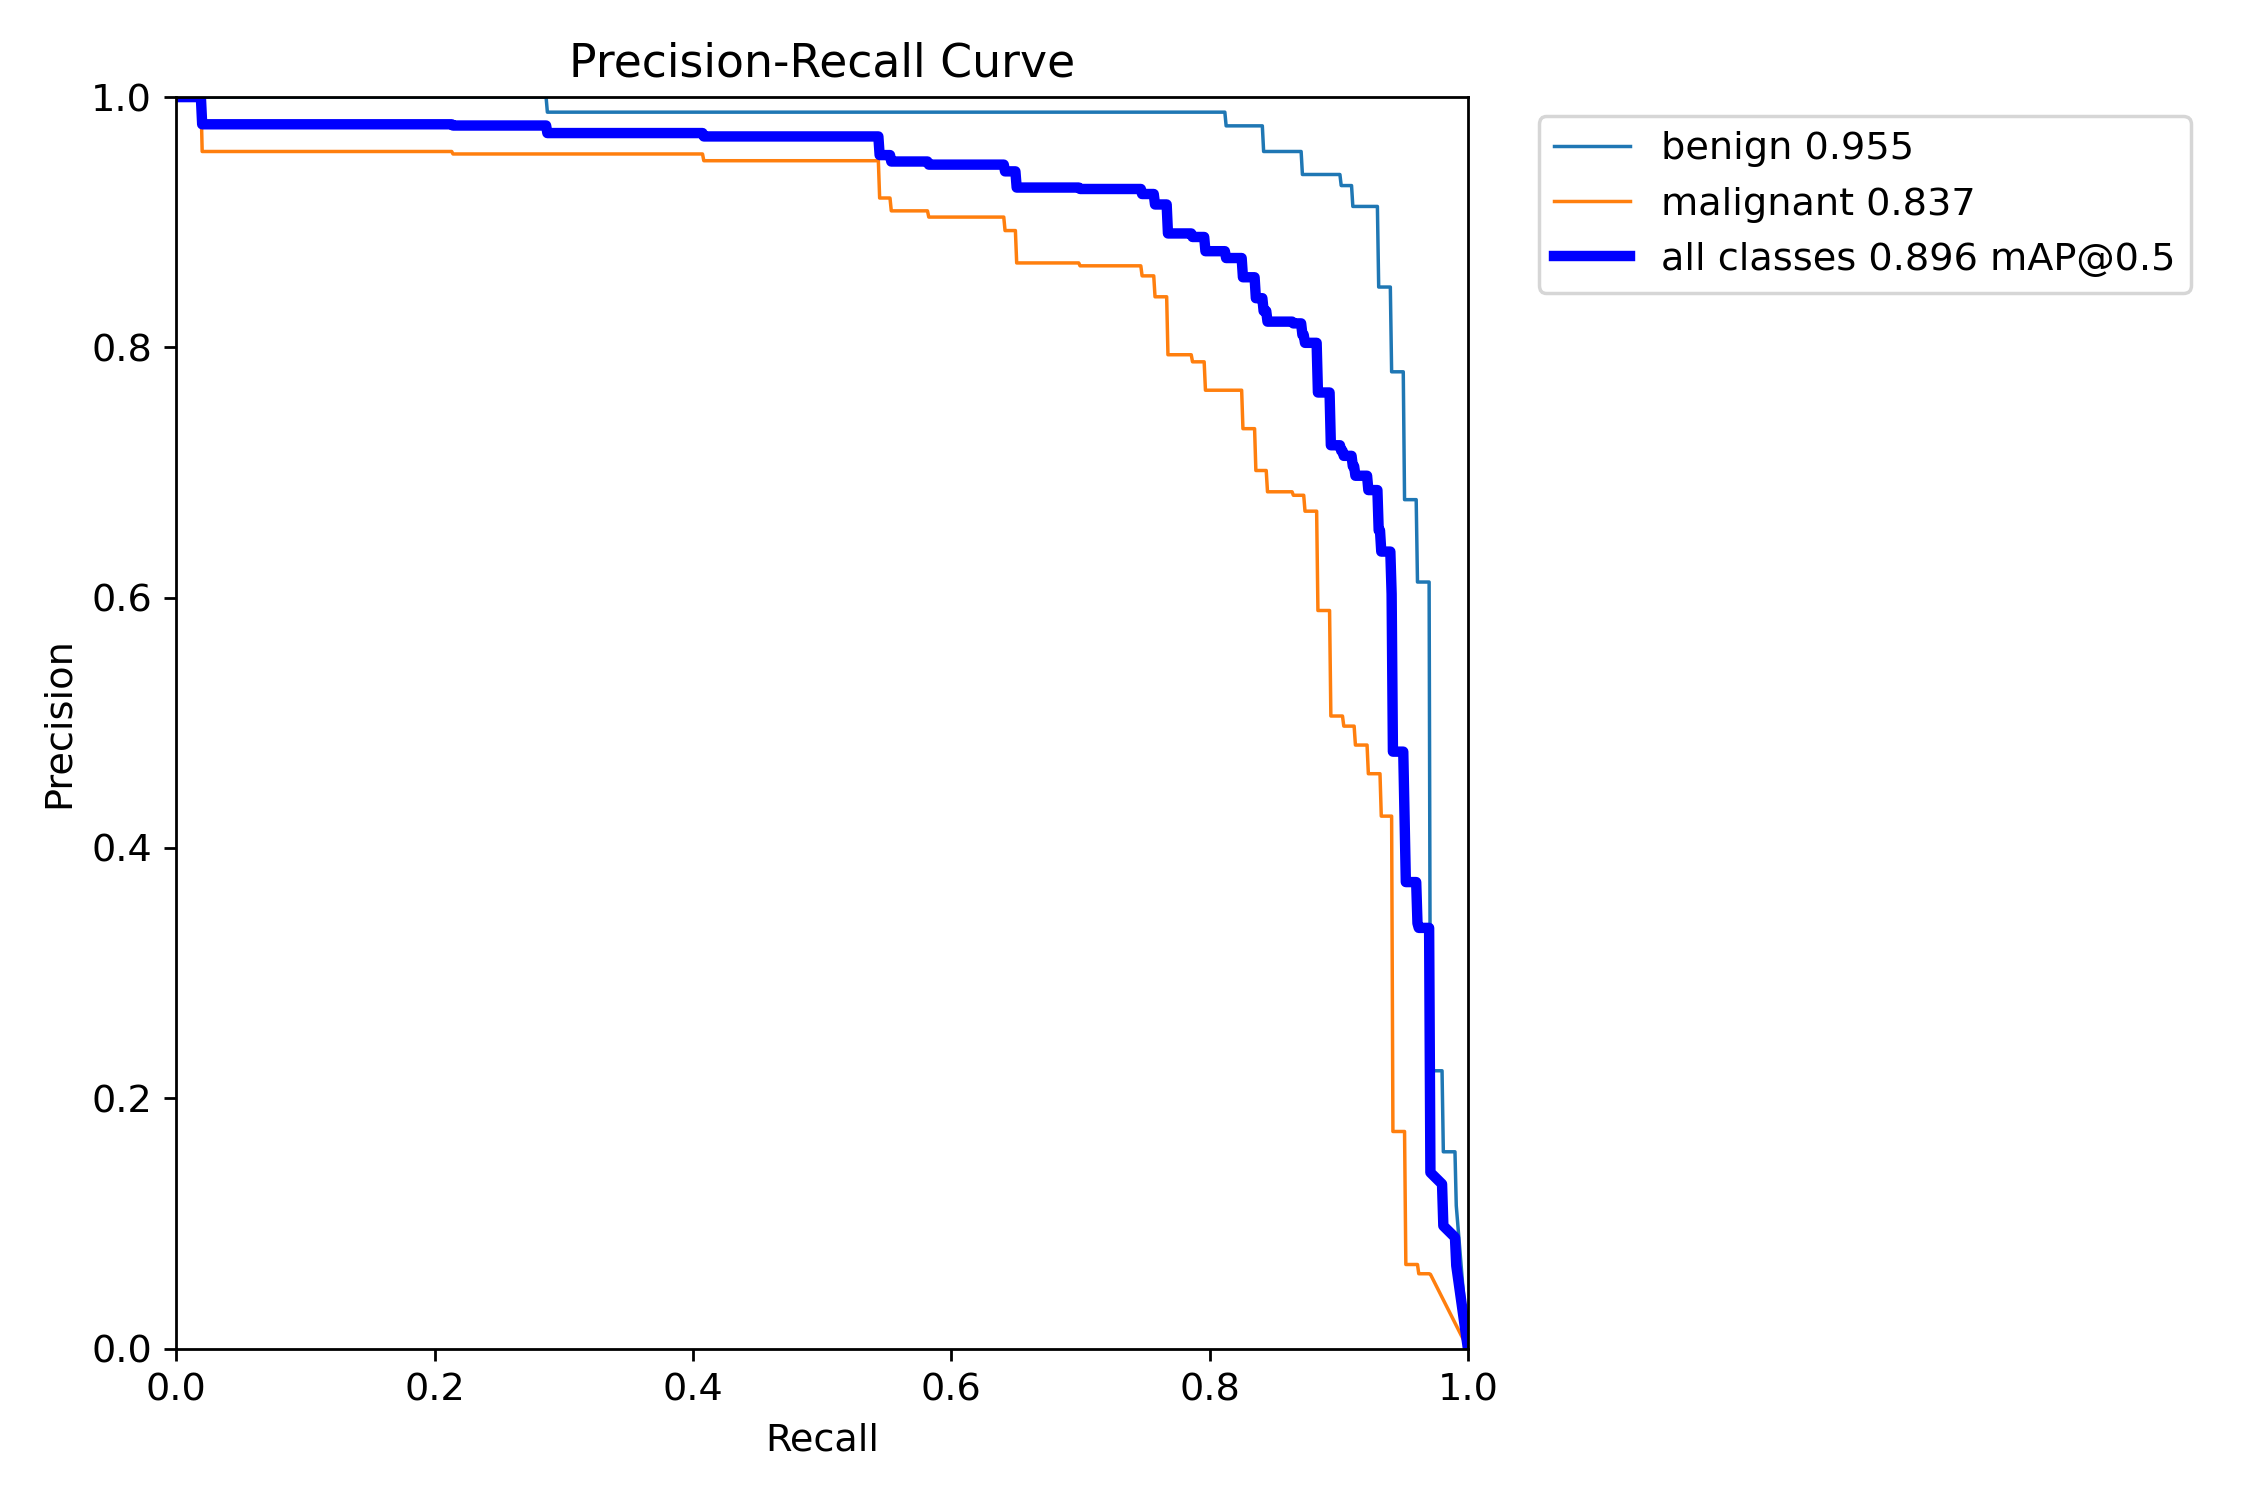 Precision-Recall Curve
1.0
0.8
0.6
0.4
0.2
0.0
Precision
0.0 0.2 0.4 0.6 0.8 1.0
Recall
benign 0.955
malignant 0.837
all classes 0.896 mAP@0.5